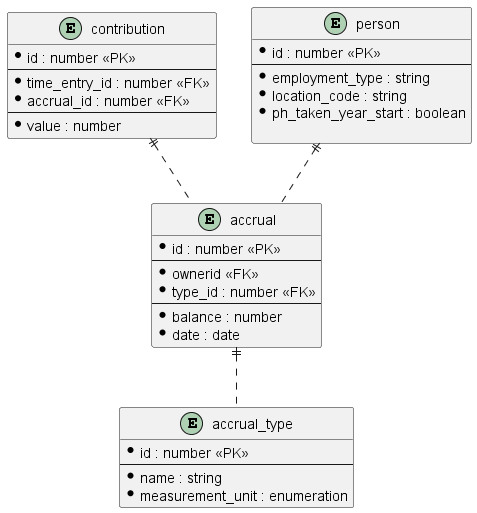 E contribution
id : number «PK»
time_entry_id : number «FK»
accrual_id : number «FK»
value : number
E person
id : number «PK»
employment_type : string
location_code : string
ph_taken_year_start : boolean
E accrual
id : number «PK»
ownerid «FK»
type_id : number «FK»
balance : number
date : date
E accrual_type
id : number «PK»
name : string
measurement_unit : enumeration